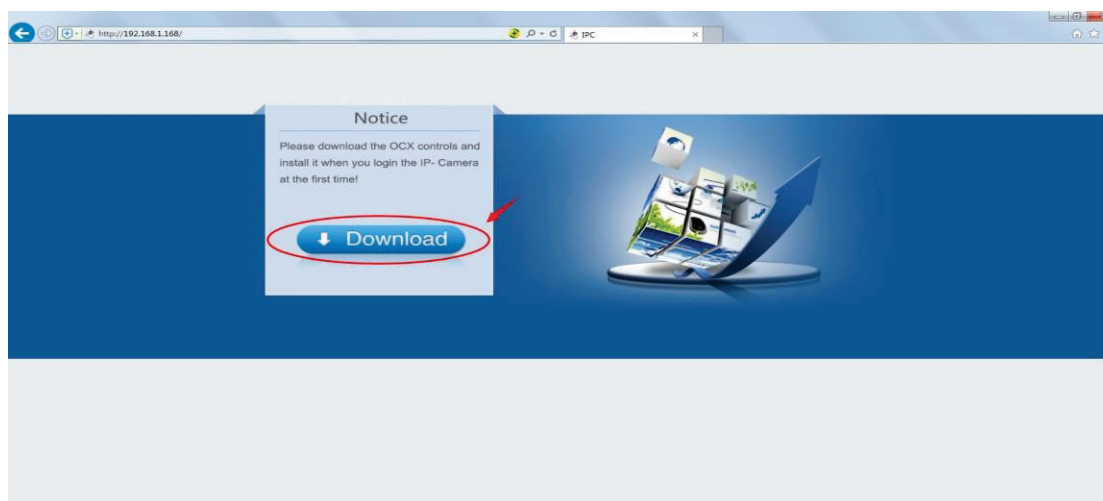 http://192.168.1.168/
IPC
Notice
Please download the OCX controls and
install it when you login the IP- Camera
at the first time!
Download